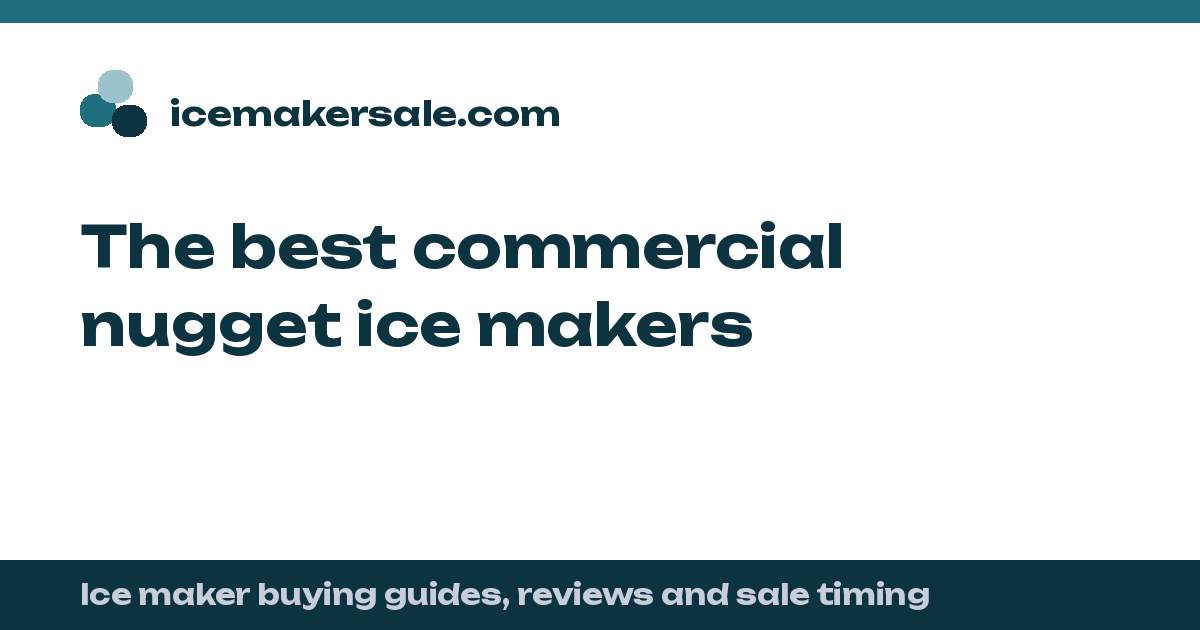 icemakersale.com
The best commercial
nugget ice makers
Ice maker buying guides, reviews and sale timing